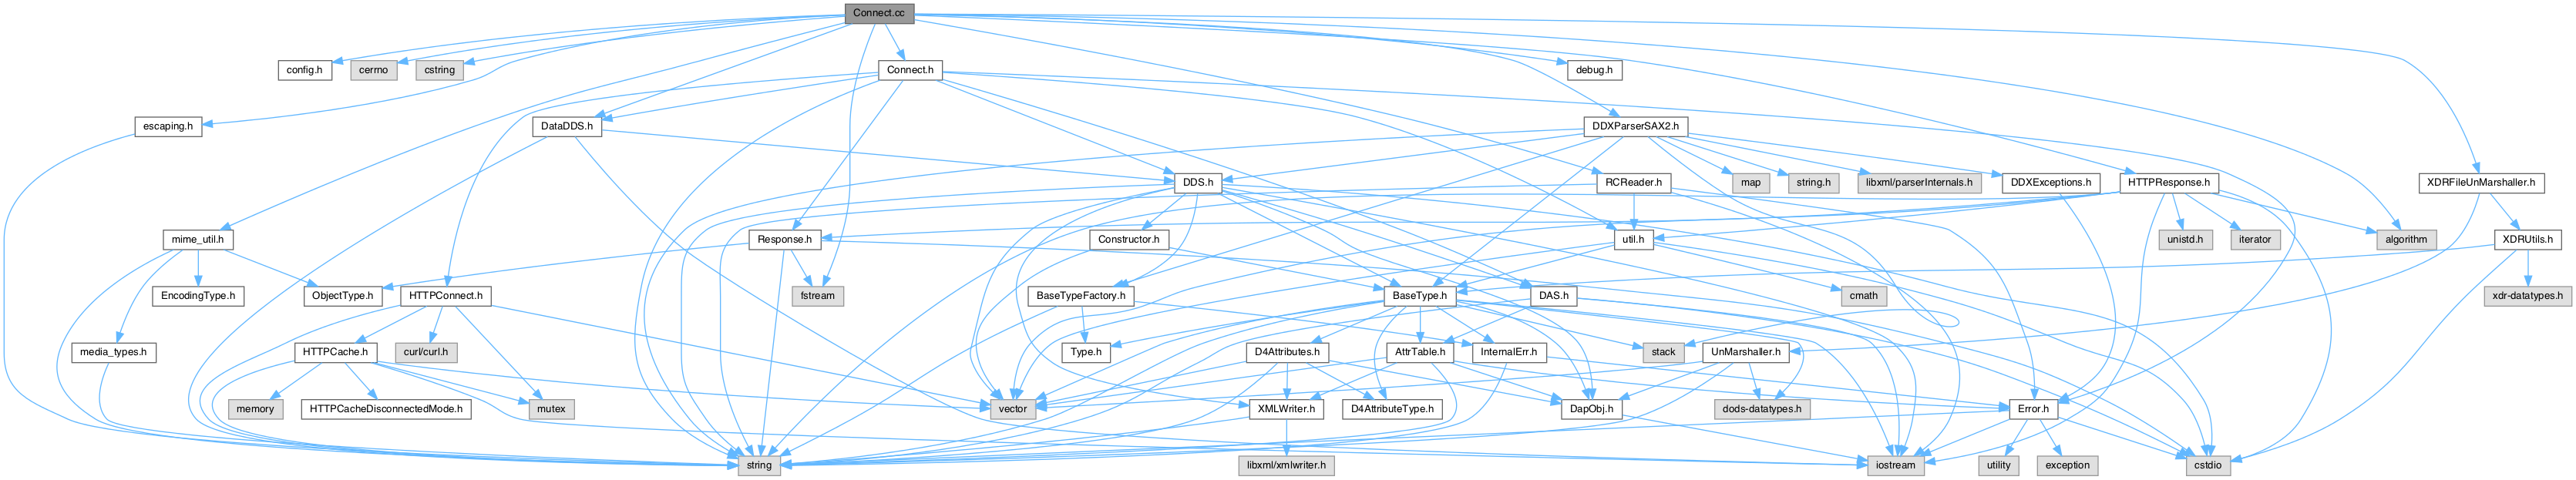 Connect.cc
config.h
cerrno
cstring
Connect.h
debug.h
escaping.h
DataDDS.h
DDXParserSAX2.h
DDS.h
RCReader.h
map
string.h
libxml/parserInternals.h
DDXExceptions.h
HTTPResponse.h
XDRFileUnMarshaller.h
mime_util.h
Response.h
Constructor.h
util.h
unistd.h
iterator
algorithm
XDRUtils.h
EncodingType.h
ObjectType.h
HTTPConnect.h
fstream
BaseTypeFactory.h
BaseType.h
DAS.h
cmath
xdr-datatypes.h
media_types.h
HTTPCache.h
curl/curl.h
Type.h
D4Attributes.h
AttrTable.h
InternalErr.h
stack
UnMarshaller.h
memory
HTTPCacheDisconnectedMode.h
mutex
vector
XMLWriter.h
D4AttributeType.h
DapObj.h
dods-datatypes.h
Error.h
string
libxml/xmlwriter.h
iostream
utility
exception
cstdio